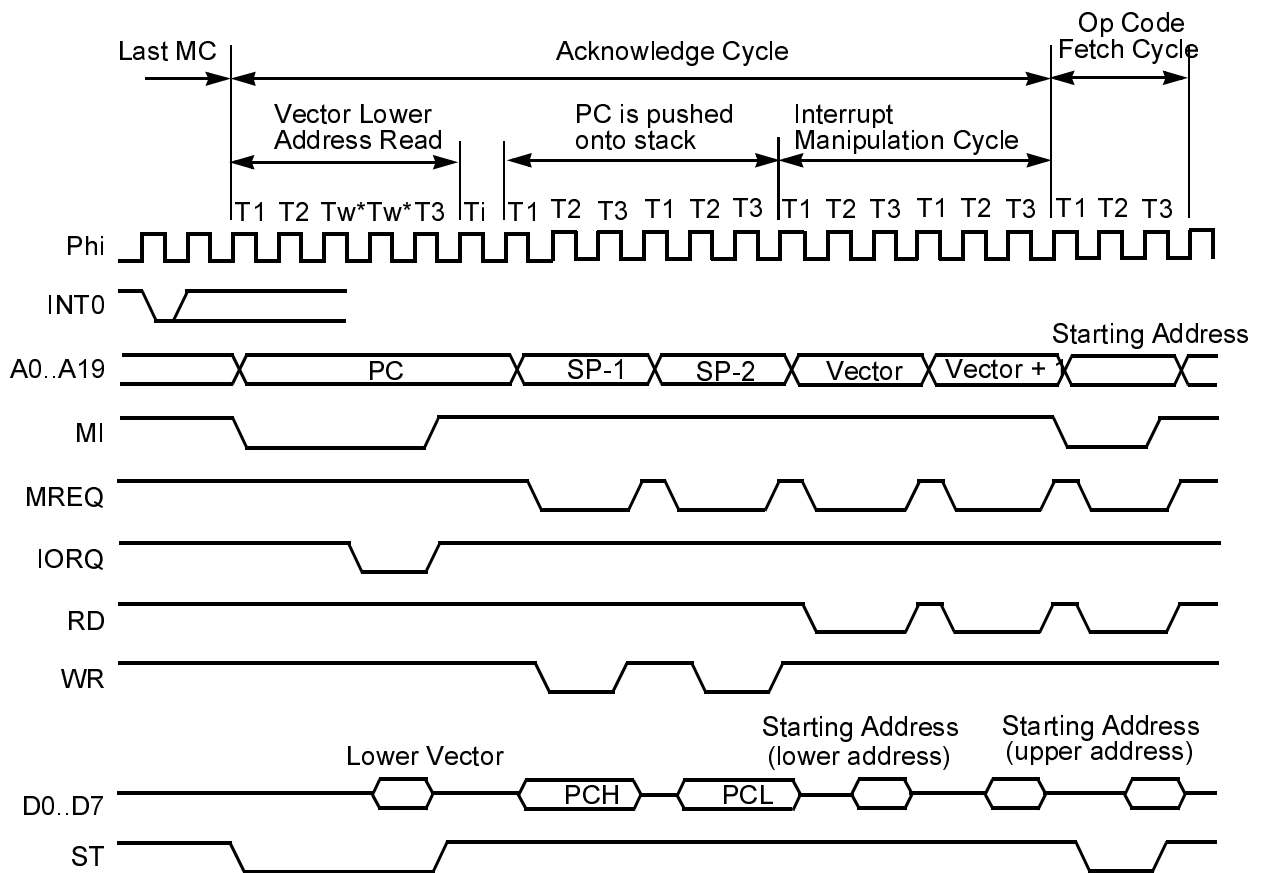 Op Code
Last MC Acknowledge Cycle Fetch Cycle
Vector Lower PC is pushed Interrupt
Address Read onto stack Manipulation Cycle
T1 T2 Tw* Tw* T3 Ti T1 T2 T3 T1 T2 T3 T1 T2 T3 T1 T2 T3 T1 T2 T3
Phi
INT0
Starting Address
A0..A19 PC SP-1 SP-2 Vector Vector + 1
MI
MREQ
IORQ
RD
WR
Starting Address Starting Address
Lower Vector (lower address) (upper address)
D0..D7 PCH PCL
ST